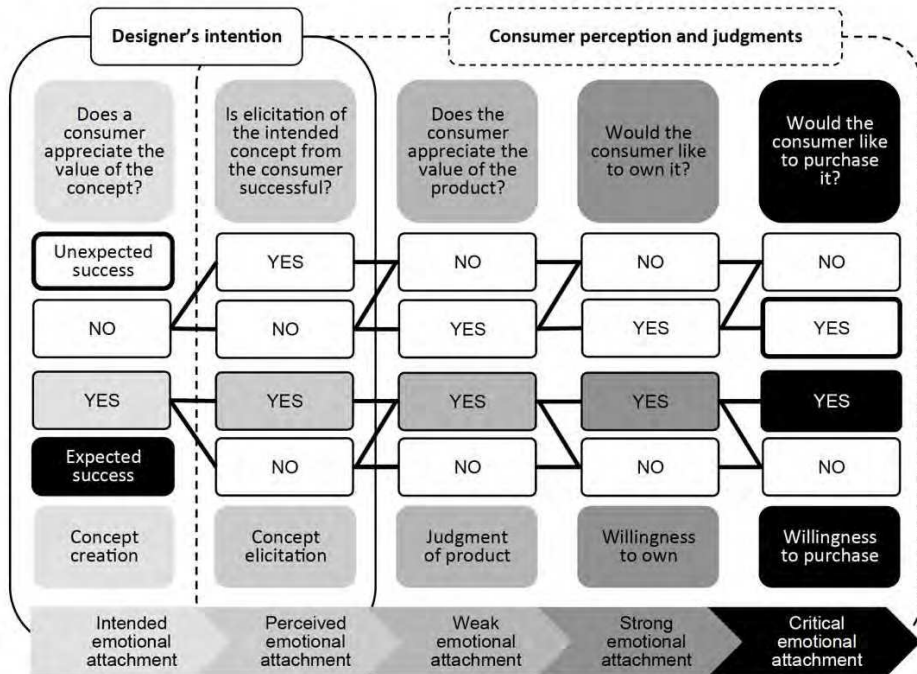 Designer's intention
Consumer perception and judgments
Does a
consumer
appreciate the
value of the
concept?
Is elicitation of
the intended
concept from
the consumer
successful?
Does the
consumer
appreciate the
value of the
product?
Would the
consumer like
to own it?
Would the
consumer like
to purchase
it?
Unexpected
success
YES
NO
NO
NO
NO
NO
YES
YES
YES
YES
YES
YES
YES
YES
Expected
success
NO
NO
NO
NO
Concept
creation
Concept
elicitation
Judgment
of product
Willingness
to own
Willingness
to purchase
Intended
emotional
attachment
Perceived
emotional
attachment
Weak
emotional
attachment
Strong
emotional
attachment
Critical
emotional
attachment